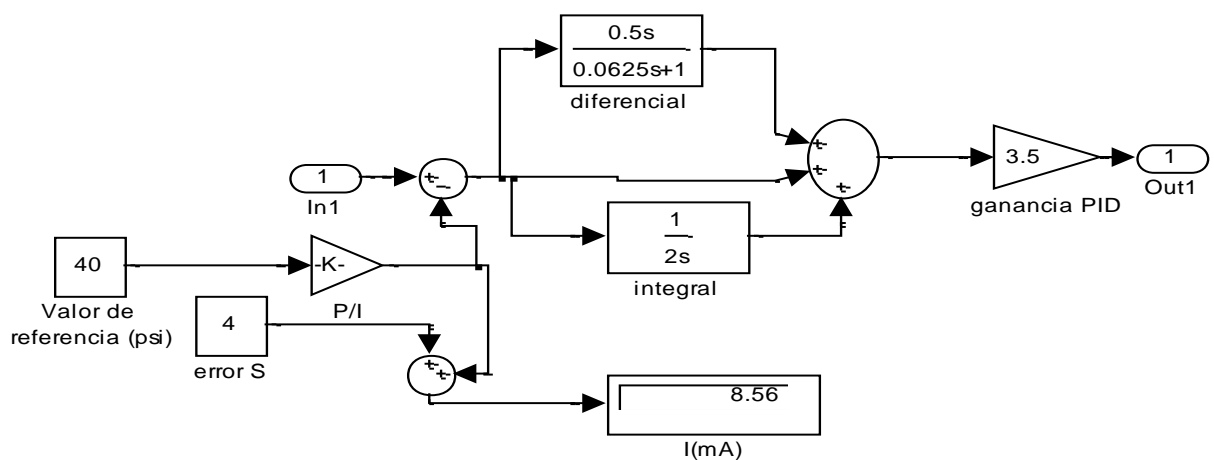 0.5s
0.0625s+1
diferencial
1
In1
3.5
ganancia PID
1
Out1
1
2s
integral
40
Valor de
referencia (psi)
-K-
P/I
4
error S
8.56
I(mA)